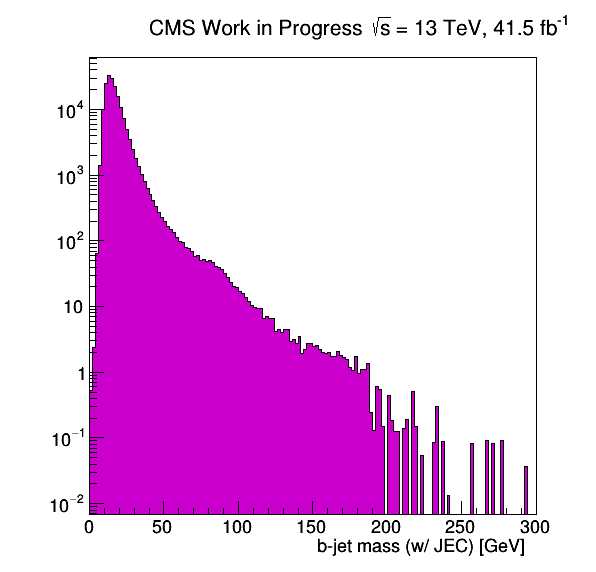 CMS Work in Progress √s = 13 TeV, 41.5 fb⁻¹
10⁴
10³
10²
10
1
10⁻¹
10⁻²
0 50 100 150 200 250 300
b-jet mass (w/ JEC) [GeV]